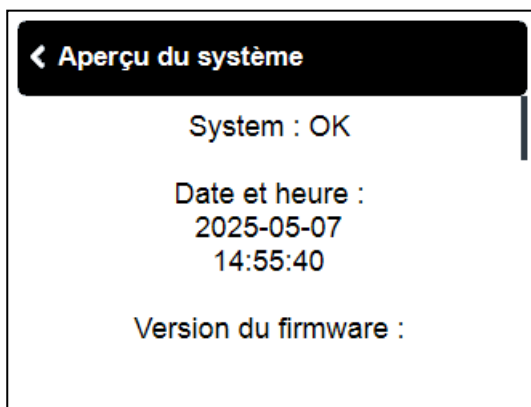 Aperçu du système
System : OK
Date et heure :
2025-05-07
14:55:40
Version du firmware :